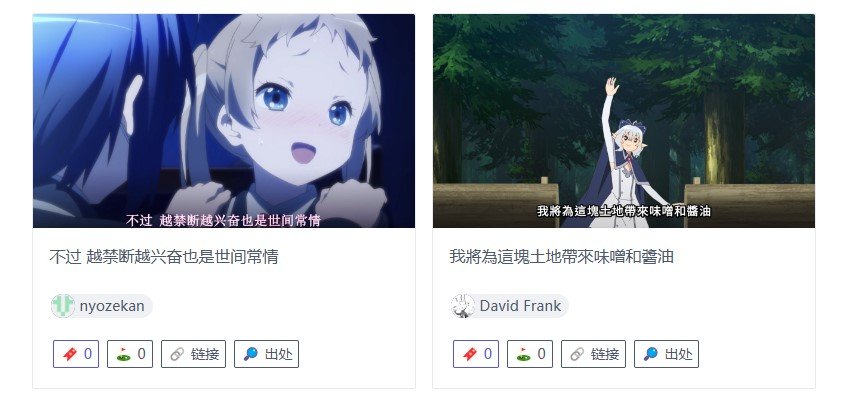 不过 越禁断越兴奋也是世间常情
我將為這塊土地帶來味噌和醬油
不过 越禁断越兴奋也是世间常情
我將為這塊土地帶來味噌和醬油
nyozekan
David Frank
0 0 链接 出处
0 0 链接 出处